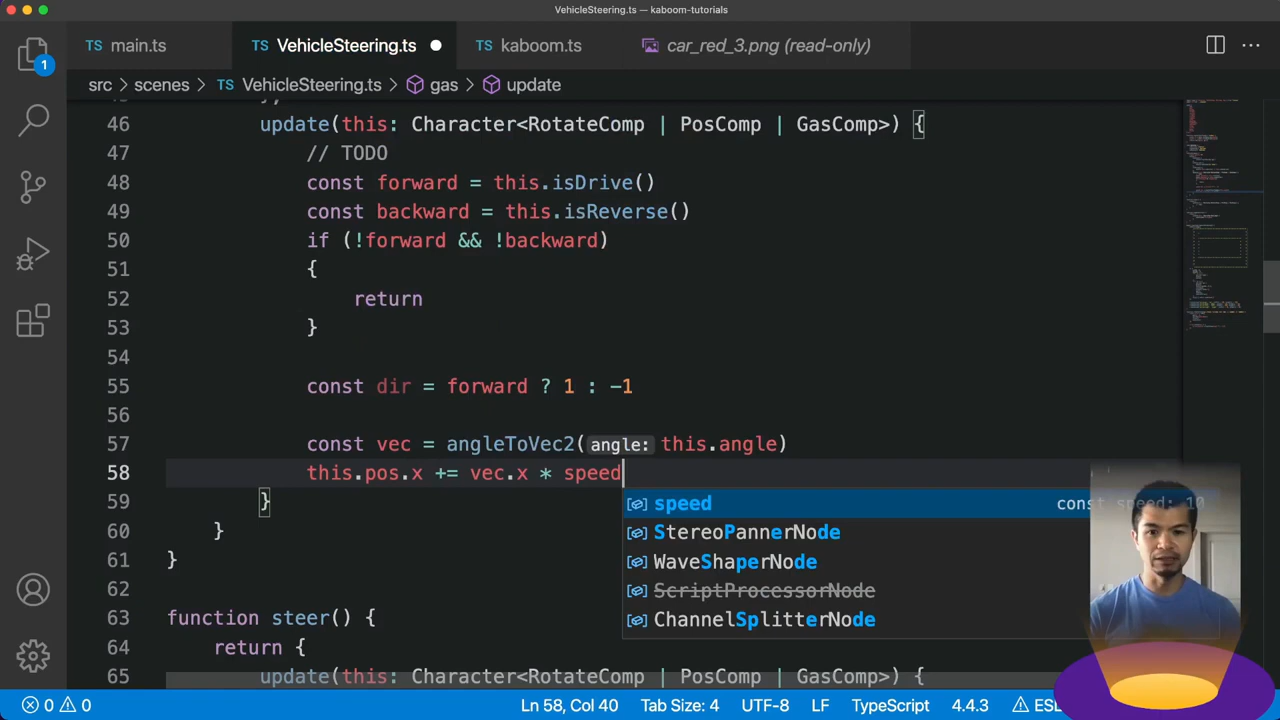 VehicleSteering.ts — kaboom-tutorials
TS main.ts
TS VehicleSteering.ts
TS kaboom.ts
car_red_3.png (read-only)
src > scenes > TS VehicleSteering.ts > gas > update
1
46 update(this: Character<RotateComp | PosComp | GasComp>) {
47 // TODO
48 const forward = this.isDrive()
49 const backward = this.isReverse()
50 if (!forward && !backward)
51 {
52 return
53 }
54
55 const dir = forward ? 1 : -1
56
57 const vec = angleToVec2(angle: this.angle)
58 this.pos.x += vec.x * speed
speed const speed: 10
StereoPannerNode
WaveShaperNode
ScriptProcessorNode
ChannelSplitterNode
59 }
60 }
61 }
62
63 function steer() {
64 return {
65 update(this: Character<RotateComp | PosComp | GasComp>) {
0 0 Ln 58, Col 40 Tab Size: 4 UTF-8 LF TypeScript 4.4.3